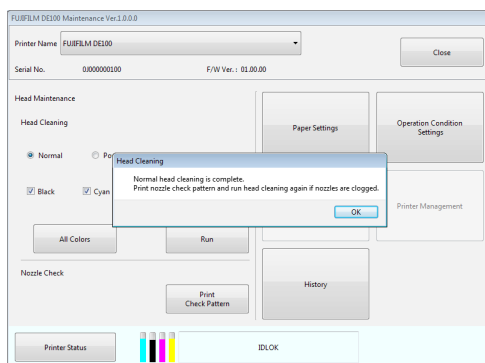 FUJIFILM DE100 Maintenance Ver.1.0.0.0
Printer Name FUJIFILM DE100
Close
Serial No. 0J000000100 F/W Ver. : 01.00.00
Head Maintenance
Head Cleaning
Paper Settings
Operation Condition
Settings
Normal
Head Cleaning
Normal head cleaning is complete.
Print nozzle check pattern and run head cleaning again if nozzles are clogged.
OK
Black Cyan
Printer Management
All Colors Run
Nozzle Check
History
Print
Check Pattern
Printer Status IDLOK